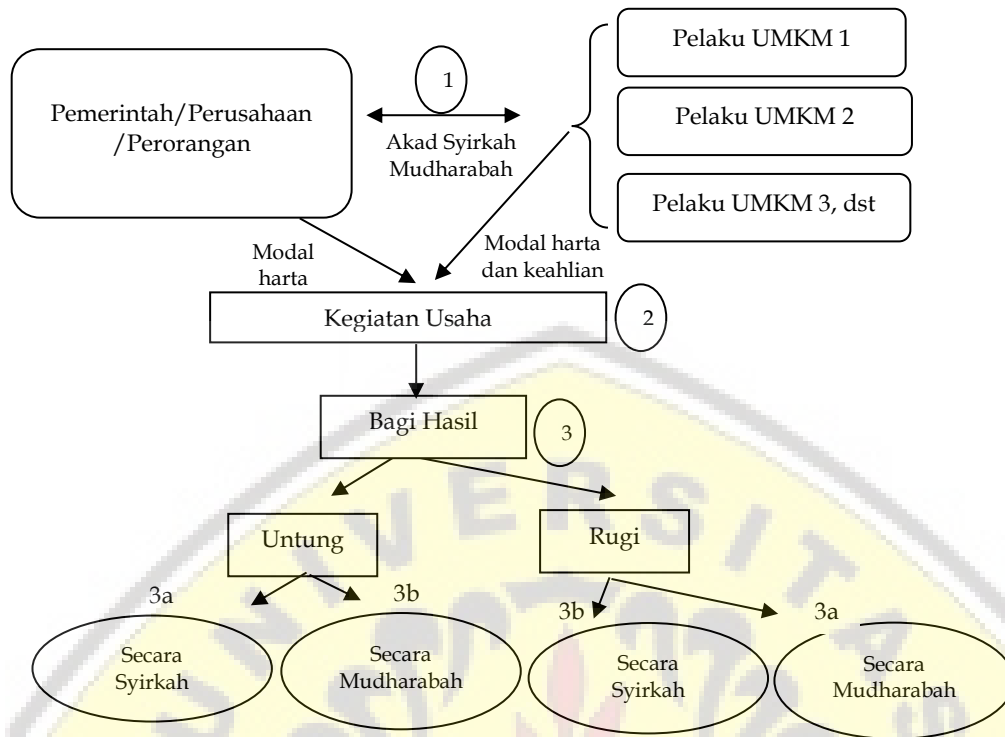 Pelaku UMKM 1
1
Pemerintah/Perusahaan
/Perorangan
Akad Syirkah
Mudharabah
Pelaku UMKM 2
Pelaku UMKM 3, dst
Modal
harta
Modal harta
dan keahlian
Kegiatan Usaha
2
Bagi Hasil
3
Untung
Rugi
3a
3b
3b
3a
Secara
Syirkah
Secara
Mudharabah
Secara
Syirkah
Secara
Mudharabah
UNIVERSITAS